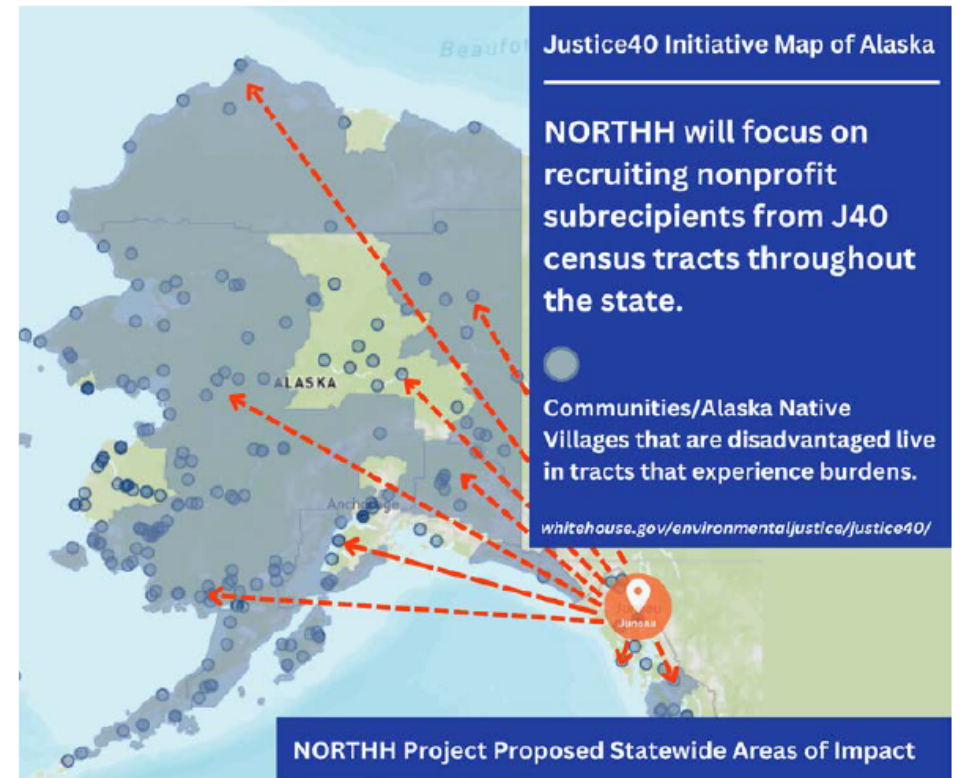 Beaufo
Justice40 Initiative Map of Alaska
NORTHH will focus on
recruiting nonprofit
subrecipients from J40
census tracts throughout
the state.
ALASKA
Communities/Alaska Native
Villages that are disadvantaged live
in tracts that experience burdens.
Anchorage
whitehouse.gov/environmentaljustice/justice40/
Juneau
Juneau
NORTHH Project Proposed Statewide Areas of Impact